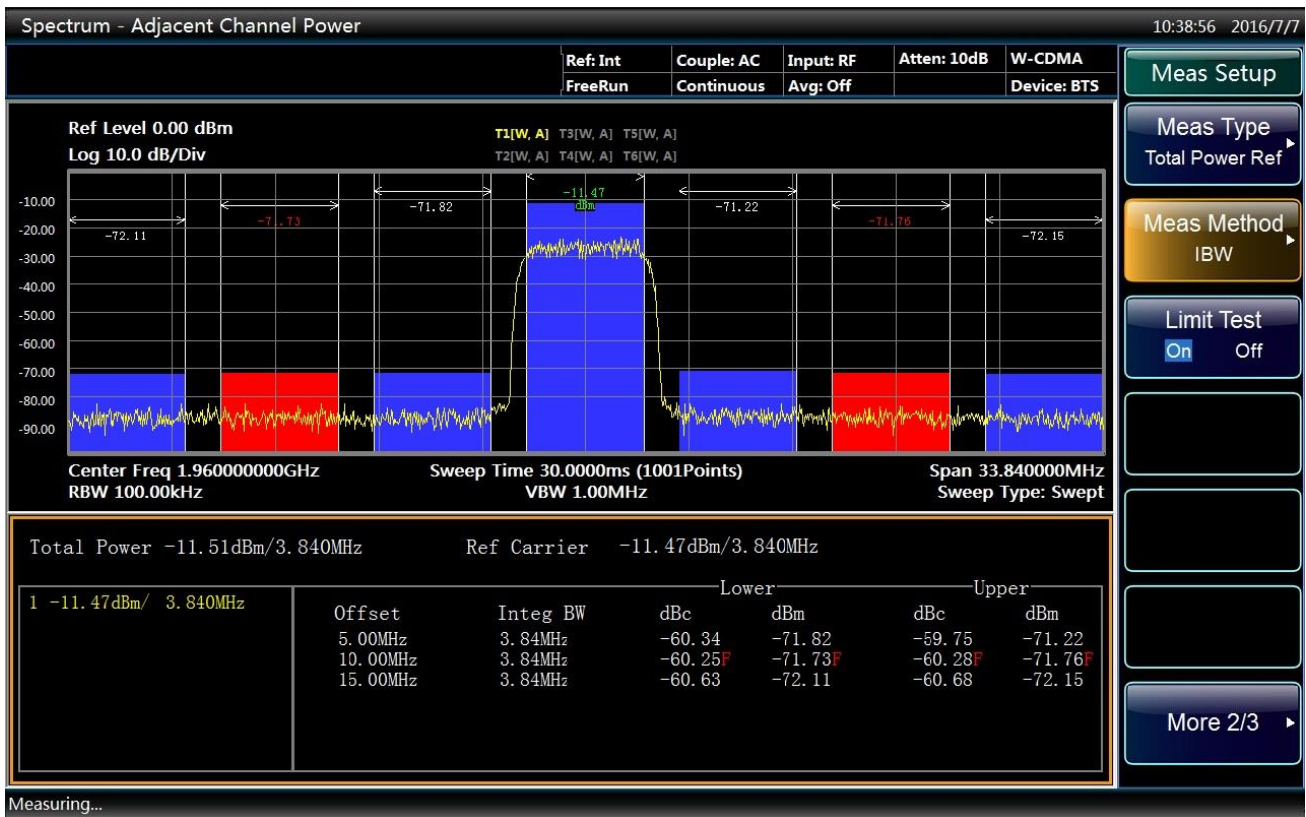 Spectrum - Adjacent Channel Power
10:38:56 2016/7/7
Ref: Int Couple: AC Input: RF Atten: 10dB W-CDMA
FreeRun Continuous Avg: Off Device: BTS
Ref Level 0.00 dBm
Log 10.0 dB/Div
T1[W, A] T3[W, A] T5[W, A]
T2[W, A] T4[W, A] T6[W, A]
-10.00
-20.00
-30.00
-40.00
-50.00
-60.00
-70.00
-80.00
-90.00
-72.11
-71.73
-71.82
-11.47
dBm
-71.22
-71.76
-72.15
Center Freq 1.960000000GHz Sweep Time 30.0000ms (1001Points) Span 33.840000MHz
RBW 100.00kHz VBW 1.00MHz Sweep Type: Swept
Total Power -11.51dBm/3.840MHz Ref Carrier -11.47dBm/3.840MHz
1 -11.47dBm/ 3.840MHz
Lower Upper
Offset Integ BW dBc dBm dBc dBm
5.00MHz 3.84MHz -60.34 -71.82 -59.75 -71.22
10.00MHz 3.84MHz -60.25F -71.73F -60.28F -71.76F
15.00MHz 3.84MHz -60.63 -72.11 -60.68 -72.15
Measuring...
Meas Setup
Meas Type
Total Power Ref
Meas Method
IBW
Limit Test
On Off
More 2/3